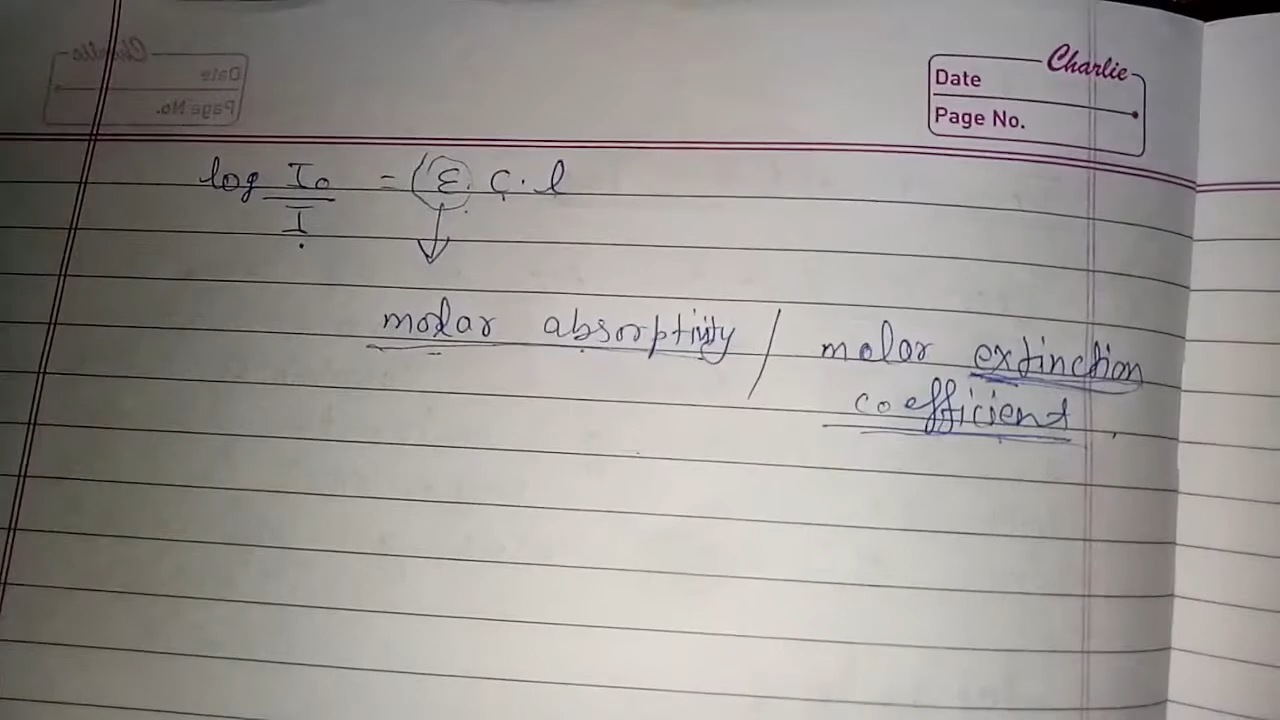 Charlie
Date
Page No.
log I₀/I = (ε. c. l
molar absorptivity / molar extinction
coefficient